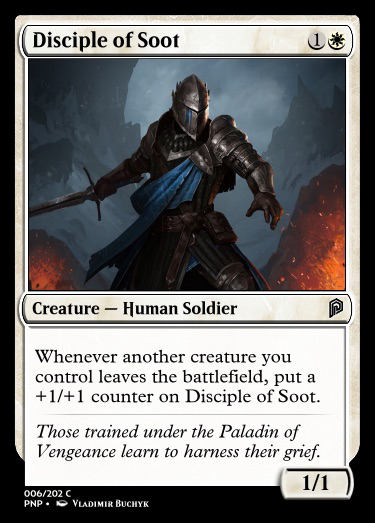 Disciple of Soot 1
Creature — Human Soldier
Whenever another creature you
control leaves the battlefield, put a
+1/+1 counter on Disciple of Soot.
Those trained under the Paladin of
Vengeance learn to harness their grief.
1/1
006/202 C
PNP • Vladimir Buchyk